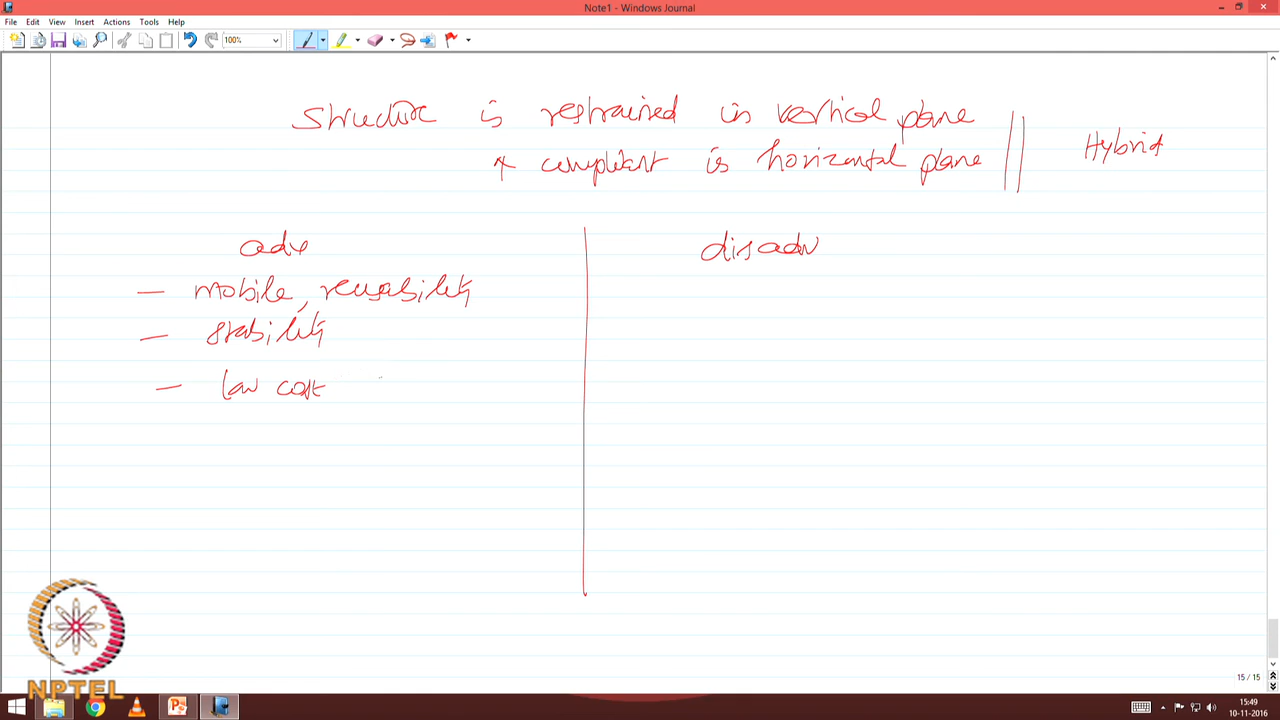 Note1 - Windows Journal
File Edit View Insert Actions Tools Help
100%
structure is restrained in vertical plane
& compliant is horizontal plane
Hybrid
adv
disadv
— mobile, reusability
— stability
— low cost
15 / 15
NPTEL
15:49
10-11-2016